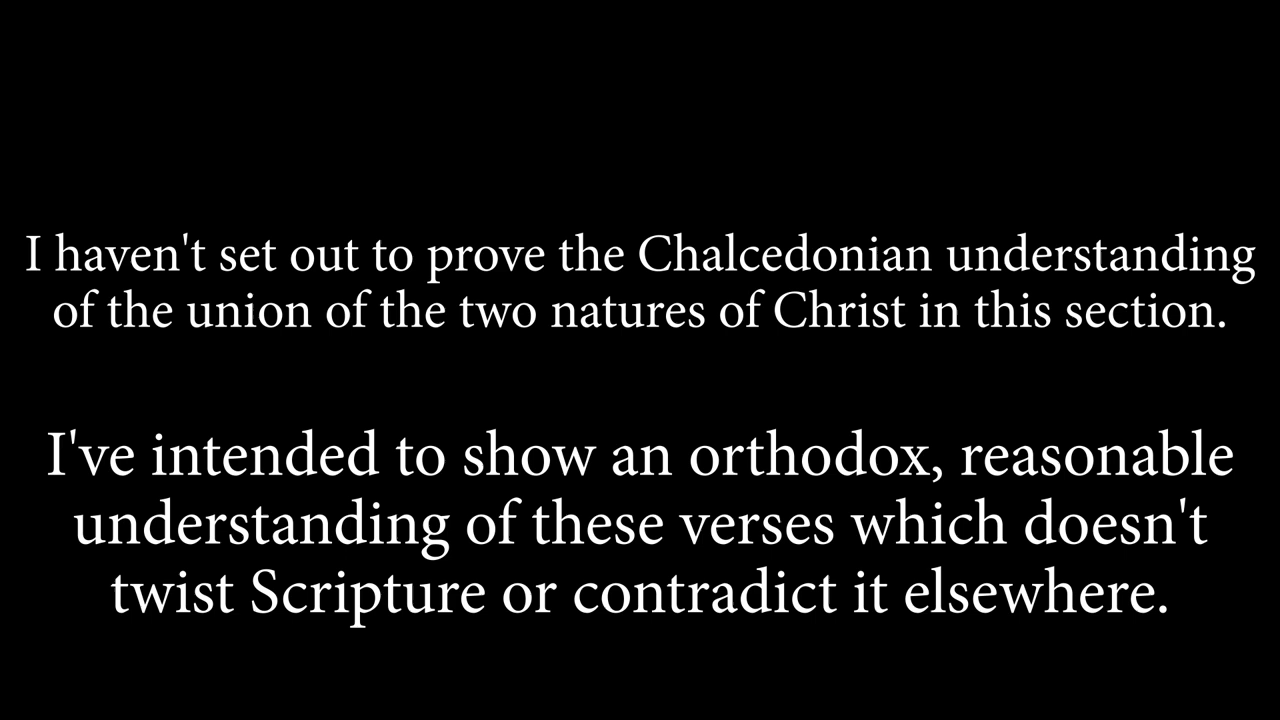 I haven't set out to prove the Chalcedonian understanding
of the union of the two natures of Christ in this section.
I've intended to show an orthodox, reasonable
understanding of these verses which doesn't
twist Scripture or contradict it elsewhere.